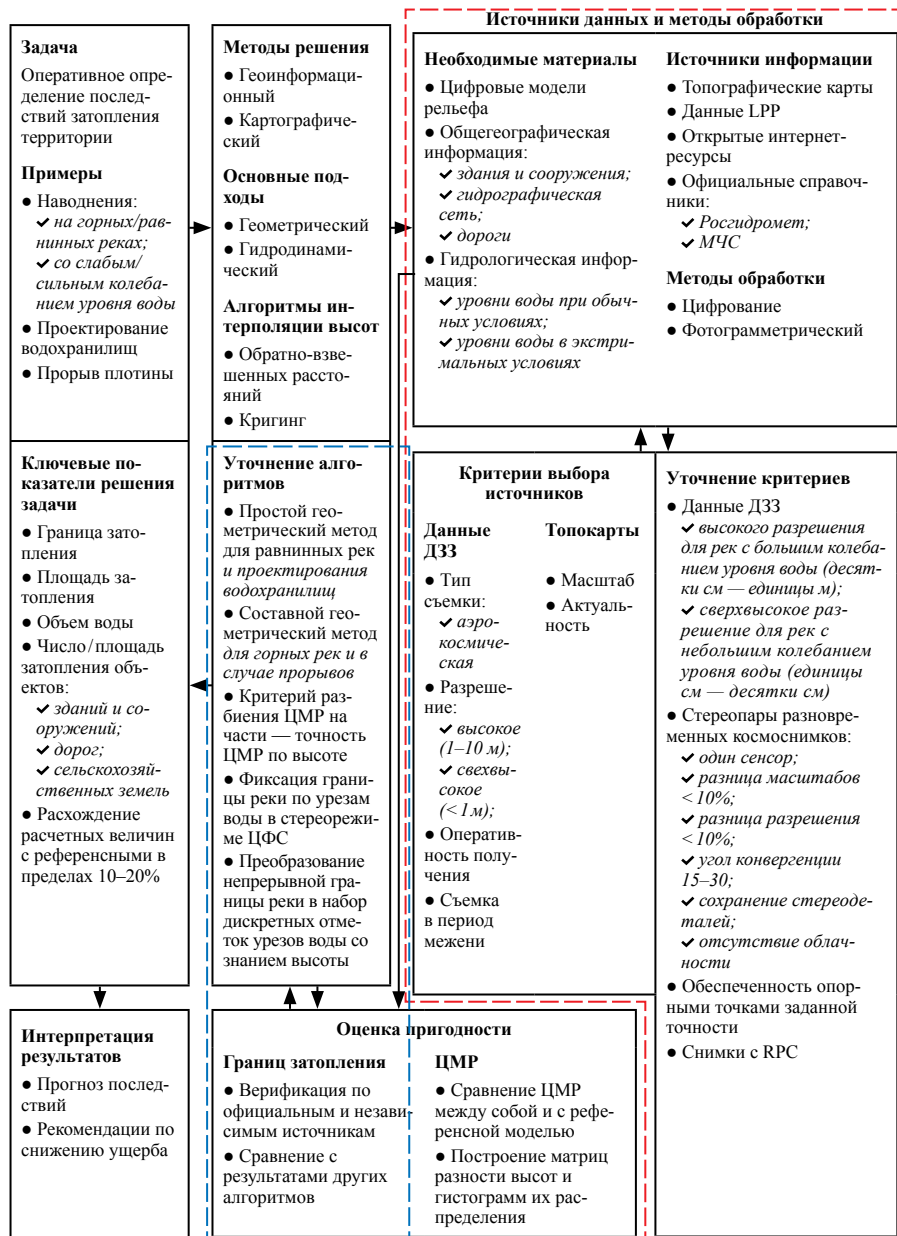 Источники данных и методы обработки
Задача
Оперативное опре-
деление послед-
ствий затопления
территории
Примеры
● Наводнения:
✔ на горных/рав-
нинных реках;
✔ со слабым/
сильным колеба-
нием уровня воды
● Проектирование
водохранилищ
● Прорыв плотины
Методы решения
● Геоинформаци-
онный
● Картографиче-
ский
Основные под-
ходы
● Геометрический
● Гидродинами-
ческий
Алгоритмы ин-
терполяции высот
● Обратно-взве-
шенных расстоя-
ний
● Кригинг
Необходимые материалы
● Цифровые модели
рельефа
● Общегеографическая
информация:
✔ здания и сооружения;
✔ гидрографическая
сеть;
✔ дороги
● Гидрологическая инфор-
мация:
✔ уровни воды при обыч-
ных условиях;
✔ уровни воды в экстри-
мальных условиях
Источники информации
● Топографические карты
● Данные LPP
● Открытые интернет-
ресурсы
● Официальные справоч-
ники:
✔ Росгидромет;
✔ МЧС
Методы обработки
● Цифрование
● Фотограмметрический
Ключевые по-
казатели решения
задачи
● Граница зато-
пления
● Площадь за-
топления
● Объем воды
● Число/площадь
затопления объ-
ектов:
✔ зданий и со-
оружений;
✔ дорог;
✔ сельскохозяй-
ственных земель
● Расхождение
расчетных величин
с референсными в
пределах 10–20%
Уточнение алго-
ритмов
● Простой гео-
метрический метод
для равнинных рек
и проектирования
водохранилищ
● Составной гео-
метрический метод
для горных рек и в
случае прорывов
● Критерий раз-
биения ЦМР на
части — точность
ЦМР по высоте
● Фиксация грани-
цы реки по урезам
воды в стереорежи-
ме ЦФС
● Преобразование
непрерывной гра-
ницы реки в набор
дискретных отме-
ток урезов воды со
знанием высоты
Критерии выбора
источников
Данные
ДЗЗ
● Тип
съемки:
✔ аэро-
космиче-
ская
● Разреше-
ние:
✔ высокое
(1–10 м);
✔ свехвы-
сокое
(< 1 м);
● Оператив-
ность полу-
чения
● Съемка
в период
межени
Топокарты
● Масштаб
● Актуаль-
ность
Уточнение критериев
● Данные ДЗЗ
✔ высокого разрешения
для рек с большим колеба-
нием уровня воды (десят-
ки см — единицы м);
✔ сверхвысокое раз-
решение для рек с
небольшим колебанием
уровня воды (единицы
см — десятки см)
● Стереопары разновре-
менных космоснимков:
✔ один сенсор;
✔ разница масштабов
< 10%;
✔ разница разрешения
< 10%;
✔ угол конвергенции
15–30;
✔ сохранение стереоде-
талей;
✔ отсутствие облач-
ности
● Обеспеченность опор-
ными точками заданной
точности
● Снимки с RPC
Интерпретация
результатов
● Прогноз послед-
ствий
● Рекомендации по
снижению ущерба
Оценка пригодности
Границ затопления
● Верификация по
официальным и незави-
симым источникам
● Сравнение с
результатами других
алгоритмов
ЦМР
● Сравнение ЦМР
между собой и с рефе-
ренсной моделью
● Построение матриц
разности высот и
гистограмм их рас-
пределения